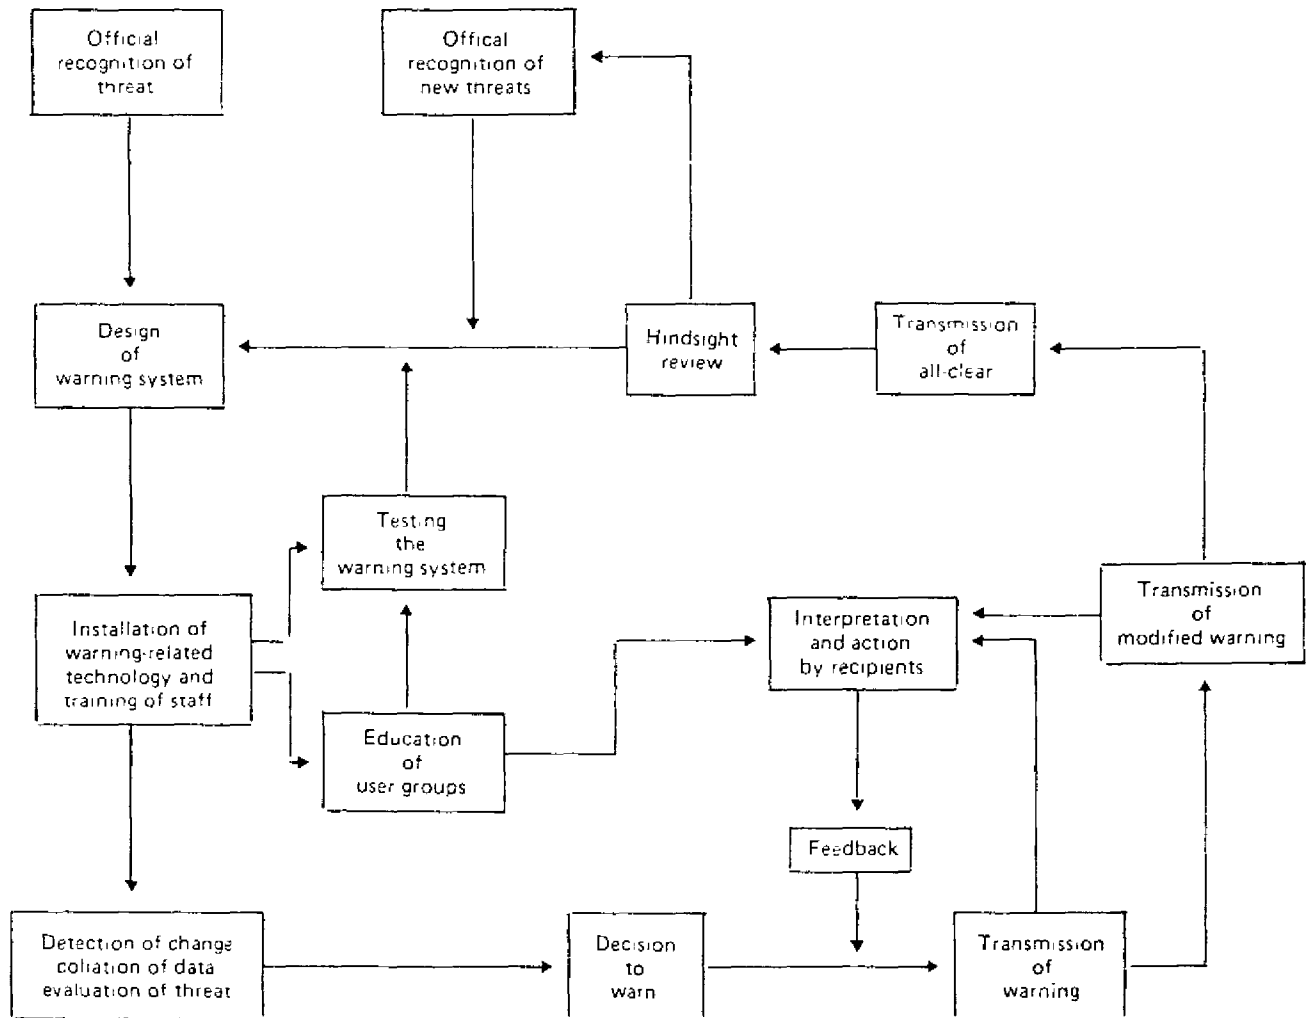 Official
recognition of
threat
Offical
recognition of
new threats
Design
of
warning system
Hindsight
review
Transmission
of
all-clear
Testing
the
warning system
Installation of
warning-related
technology and
training of staff
Interpretation
and action
by recipients
Transmission
of
modified warning
Education
of
user groups
Feedback
Detection of change
collation of data
evaluation of threat
Decision
to
warn
Transmission
of
warning